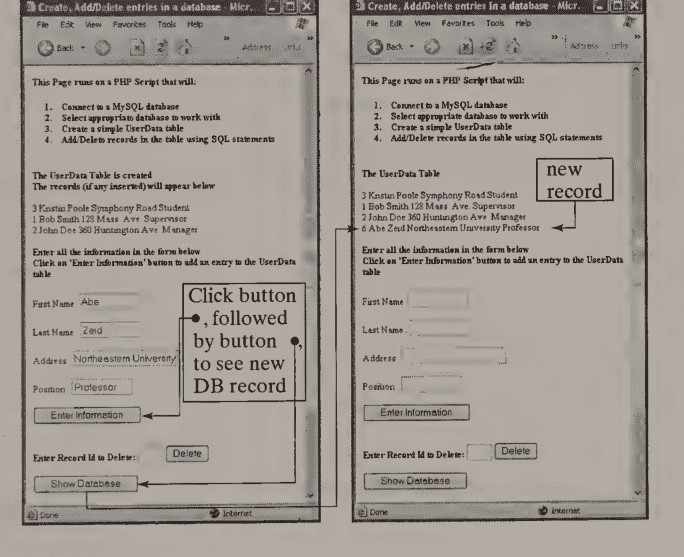 Create, Add/Delete entries in a database - Micr.
File Edit View Favorites Tools Help
Back
»
Address
»
Links
This Page runs on a PHP Script that will:
1. Connect to a MySQL database
2. Select appropriate database to work with
3. Create a simple UserData table
4. Add/Delete records in the table using SQL statements
The UserData Table is created
The records (if any inserted) will appear below
3 Kristin Poole Symphony Road Student
1 Bob Smith 128 Mass Ave Supervisor
2 John Doe 360 Huntington Ave Manager
Enter all the information in the form below
Click on 'Enter Information' button to add an entry to the UserData
table
First Name Abe
Last Name Zeid
Address Northeastern University
Position Professor
Enter Information
Enter Record Id to Delete: Delete
Show Database
Done Internet
Click button
, followed
by button ,
to see new
DB record
Create, Add/Delete entries in a database - Micr.
File Edit View Favorites Tools Help
Back
»
Address
»
Links
This Page runs on a PHP Script that will:
1. Connect to a MySQL database
2. Select appropriate database to work with
3. Create a simple UserData table
4. Add/Delete records in the table using SQL statements
The UserData Table
new
record
3 Kristin Poole Symphony Road Student
1 Bob Smith 128 Mass Ave Supervisor
2 John Doe 360 Huntington Ave Manager
6 Abe Zeid Northeastern University Professor
Enter all the information in the form below
Click on 'Enter Information' button to add an entry to the UserData
table
First Name
Last Name
Address
Position
Enter Information
Enter Record Id to Delete: Delete
Show Database
Done Internet